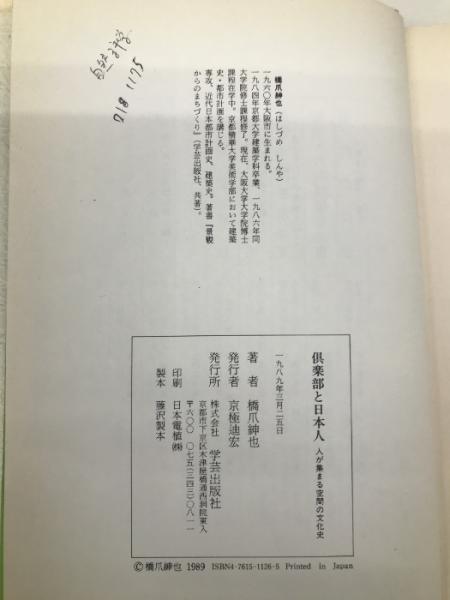 橋爪紳也(はしづめ しんや)
一九六〇年大阪市に生まれる。
一九八四年京都大学建築学科卒業、一九八六年同
大学院修士課程修了。現在、大阪大学大学院博士
課程在学中。京都精華大学美術学部において建築
史・都市計画を講じる。
専攻、近代日本都市計画史、建築史。著書『景観
からのまちづくり』(学芸出版社、共著)。
718 1175
倶楽部と日本人 人が集まる空間の文化史
一九八九年三月二五日
著 者 橋爪紳也
発行者 京極迪宏
発行所 株式会社 学芸出版社
京都市下京区木津屋橋通西洞院東入
〒六〇〇 〇七五(三四三)〇八一一
印刷 日本電植㈱
製本 藤沢製本
©橋爪紳也 1989 ISBN4-7615-1126-5 Printed in Japan